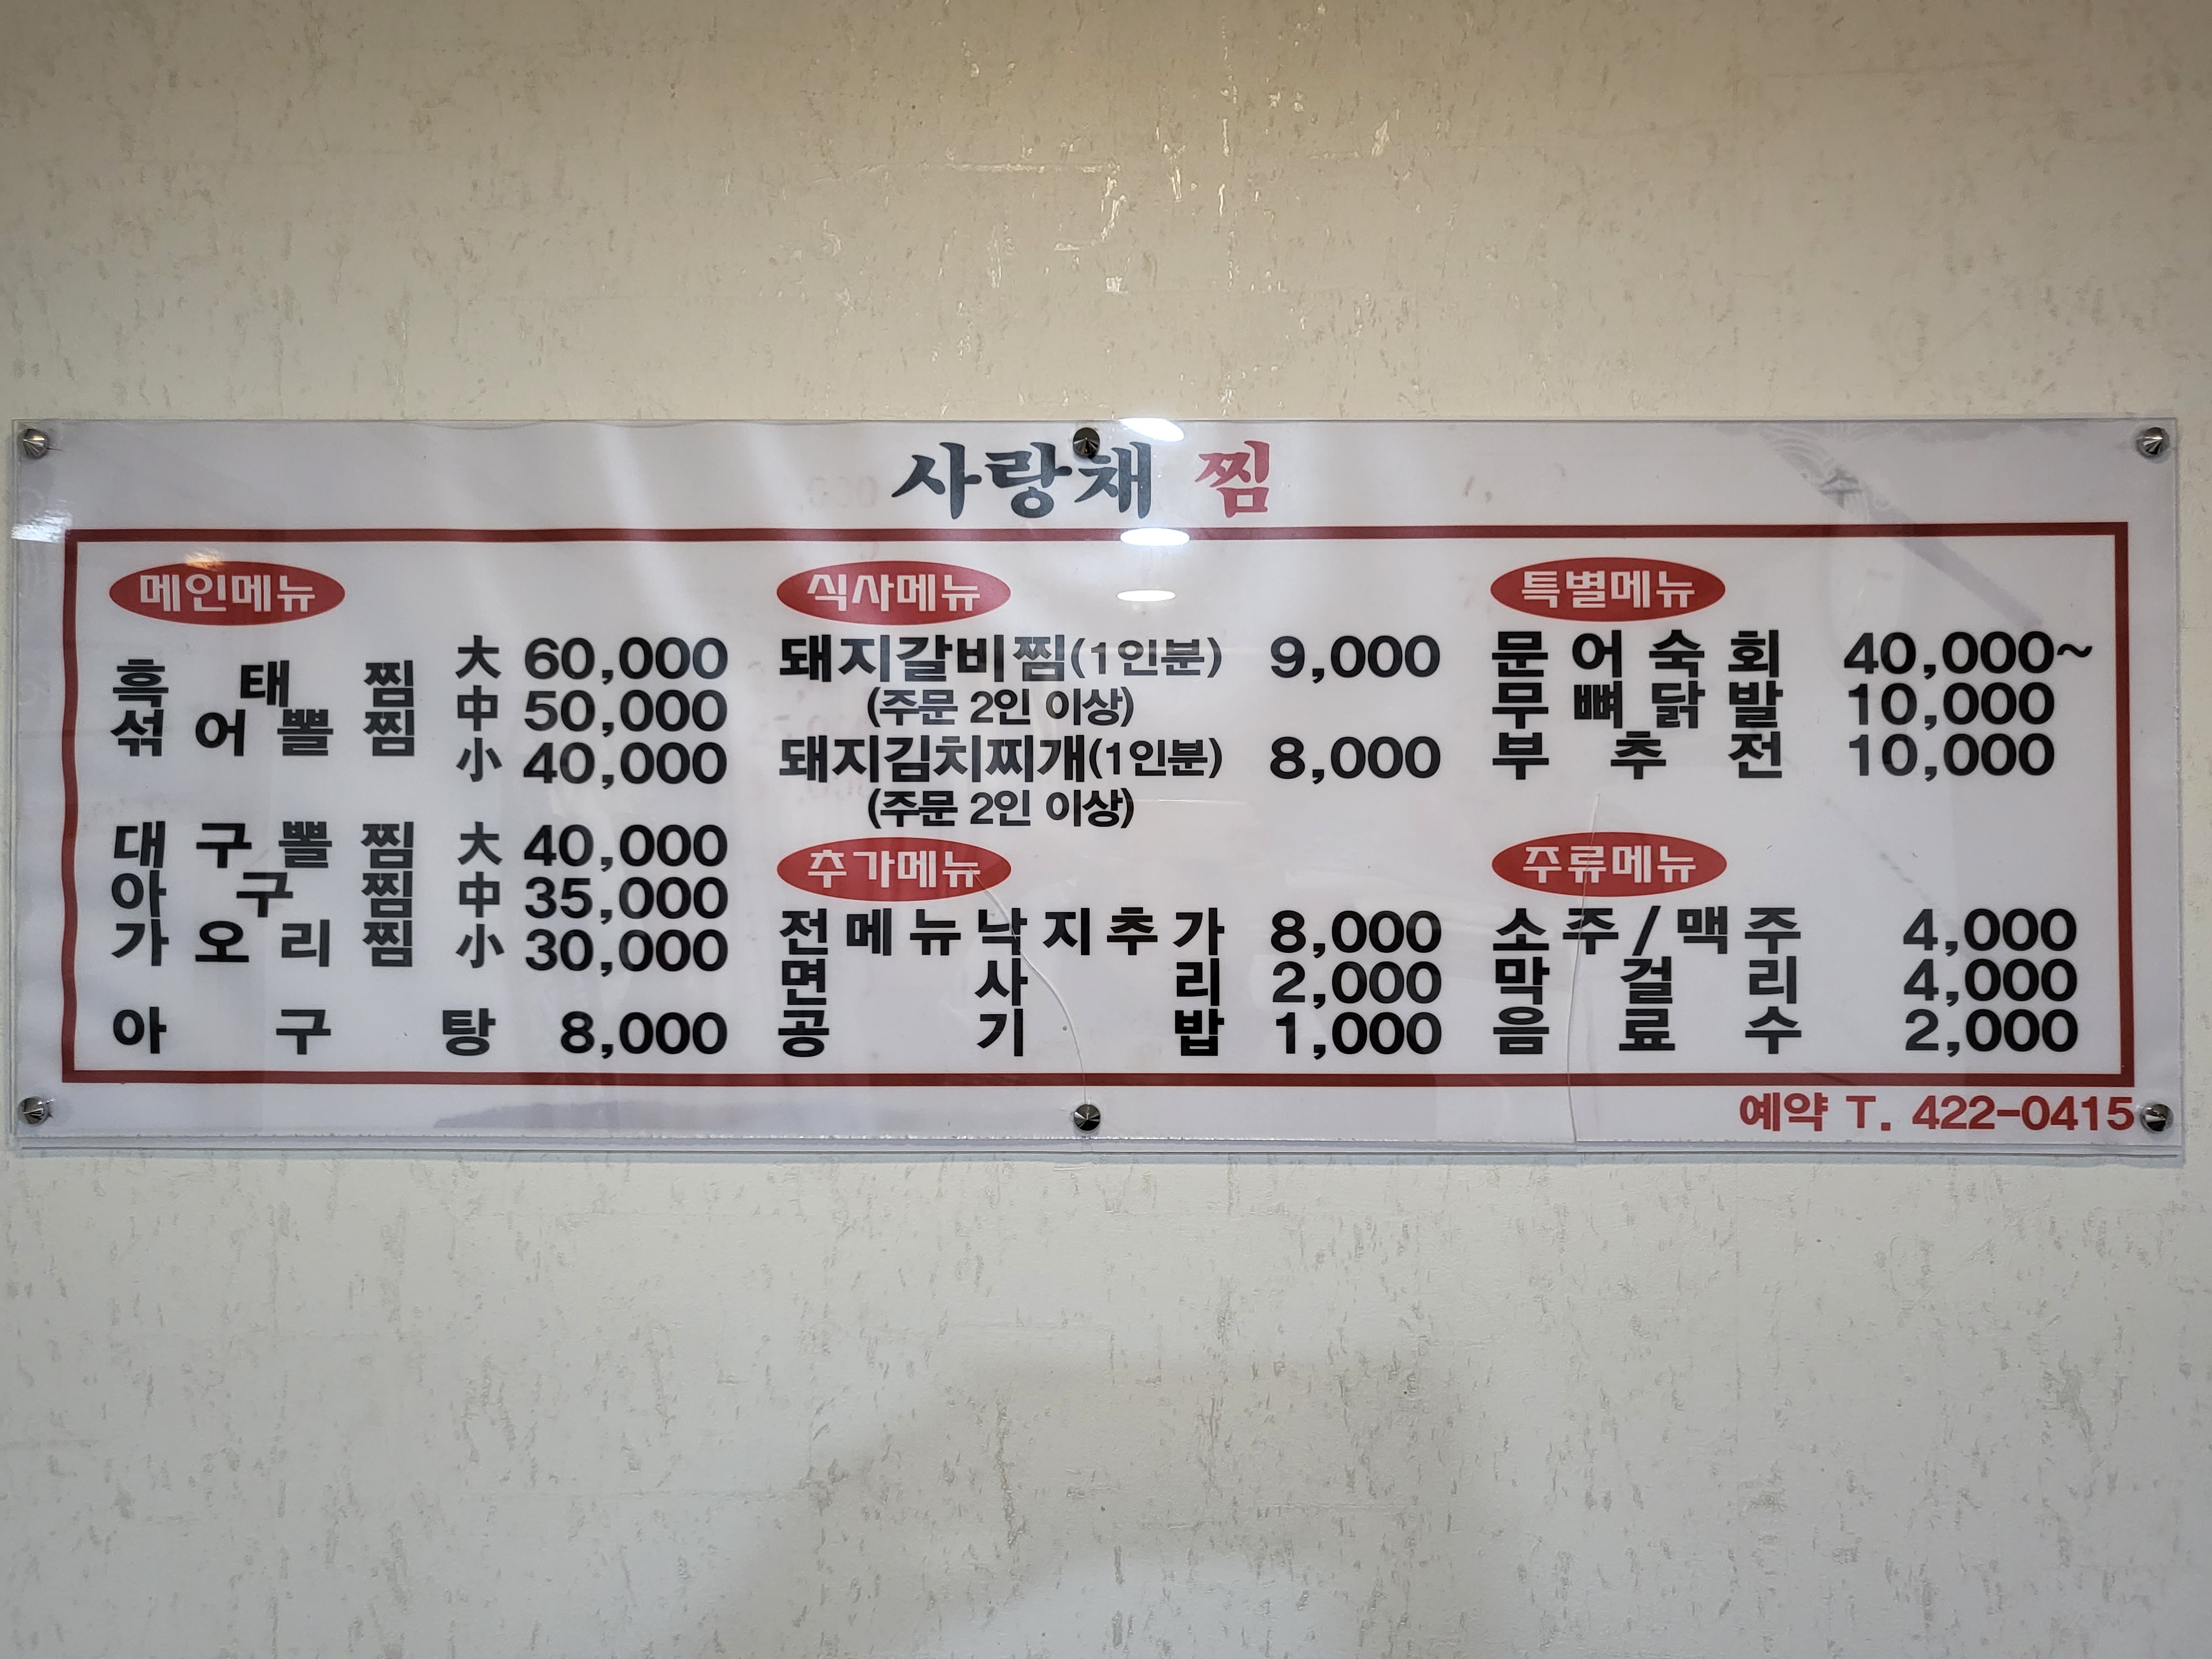 사랑채 찜
메인메뉴
흑태찜
섞어뽈찜
大 60,000
中 50,000
小 40,000
대구뽈찜 大 40,000
아구찜 中 35,000
가오리찜 小 30,000
아구탕 8,000
식사메뉴
돼지갈비찜(1인분) 9,000
(주문 2인 이상)
돼지김치찌개(1인분) 8,000
(주문 2인 이상)
추가메뉴
전메뉴낙지추가 8,000
면사리 2,000
공기밥 1,000
특별메뉴
문어숙회 40,000~
무뼈닭발 10,000
부추전 10,000
주류메뉴
소주/맥주 4,000
막걸리 4,000
음료수 2,000
예약 T. 422-0415